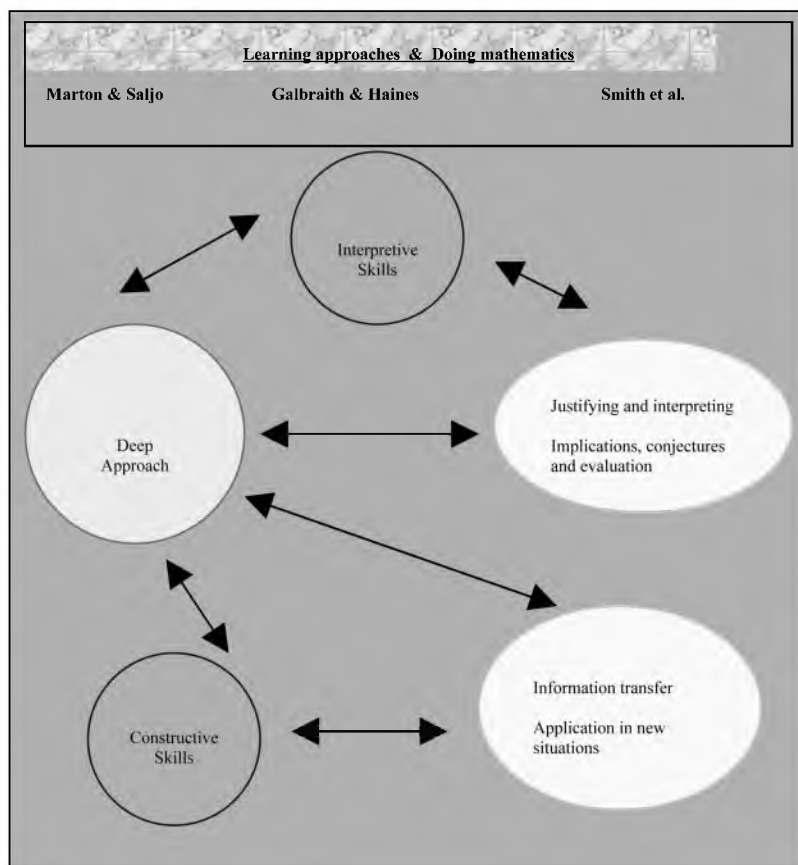 Learning approaches & Doing mathematics
Marton & Saljo Galbraith & Haines Smith et al.
Interpretive
Skills
Deep
Approach
Justifying and interpreting
Implications, conjectures
and evaluation
Constructive
Skills
Information transfer
Application in new
situations